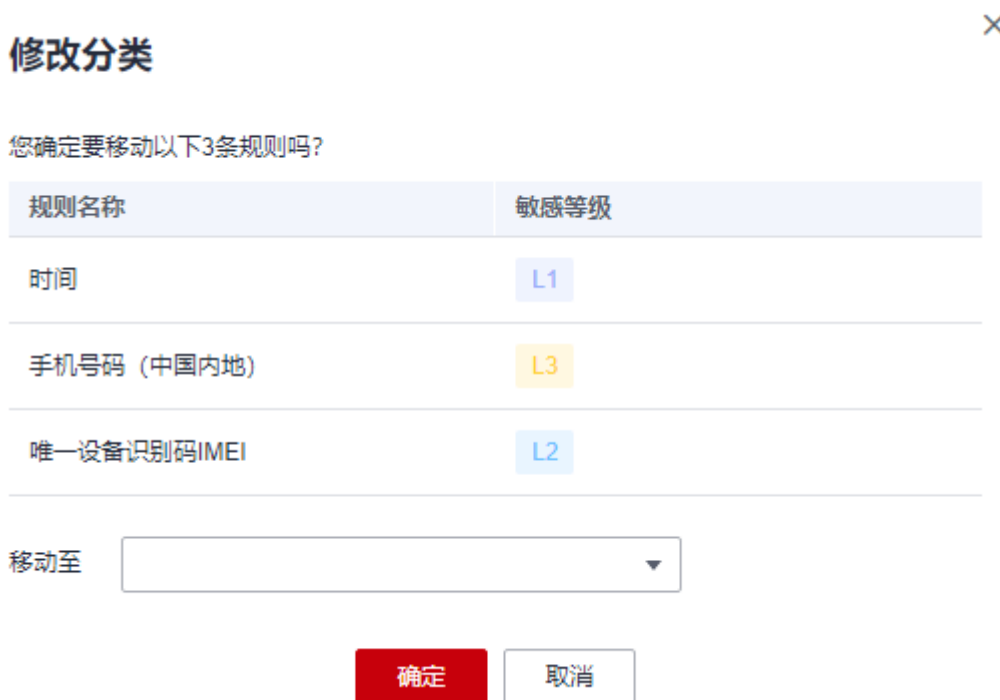 修改分类
您确定要移动以下3条规则吗?
规则名称 敏感等级
时间 L1
手机号码（中国内地） L3
唯一设备识别码IMEI L2
移动至
确定 取消